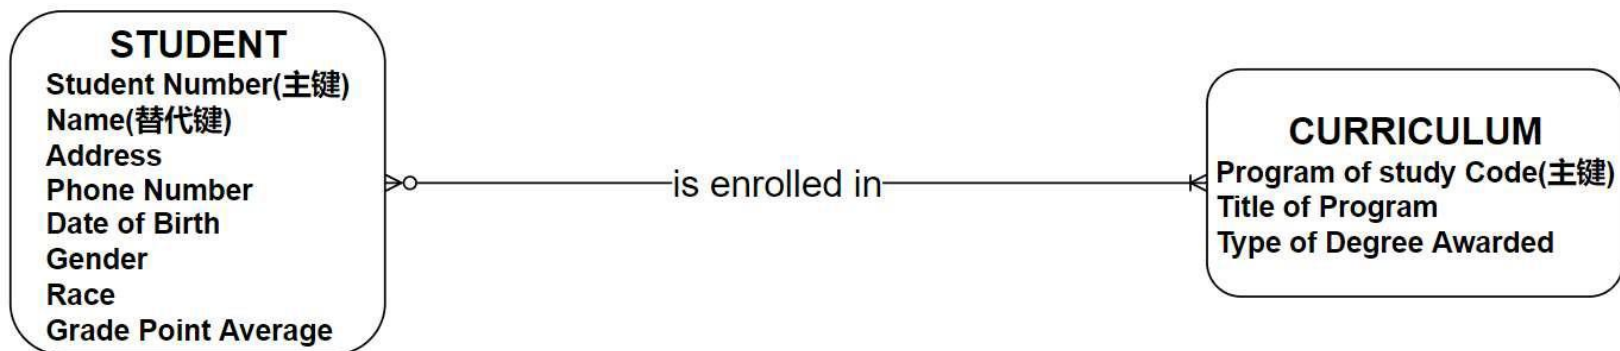 STUDENT
Student Number(主键)
Name(替代键)
Address
Phone Number
Date of Birth
Gender
Race
Grade Point Average
is enrolled in
CURRICULUM
Program of study Code(主键)
Title of Program
Type of Degree Awarded